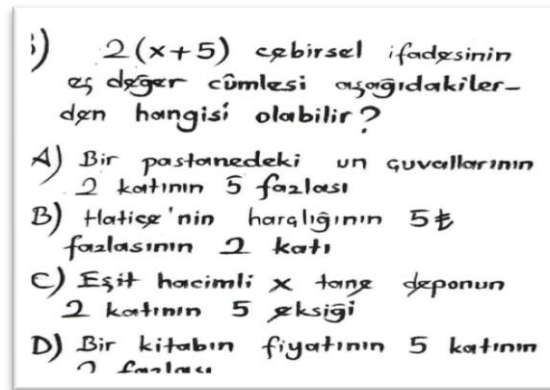 ) 2(x+5) cebirsel ifadesinin
eş değer cümlesi aşağıdakiler-
den hangisi olabilir?
A) Bir pastanedeki un çuvallarının
2 katının 5 fazlası
B) Hatice'nin harçlığının 5₺
fazlasının 2 katı
C) Eşit hacimli x tane deponun
2 katının 5 eksiği
D) Bir kitabın fiyatının 5 katının
2 fazlası